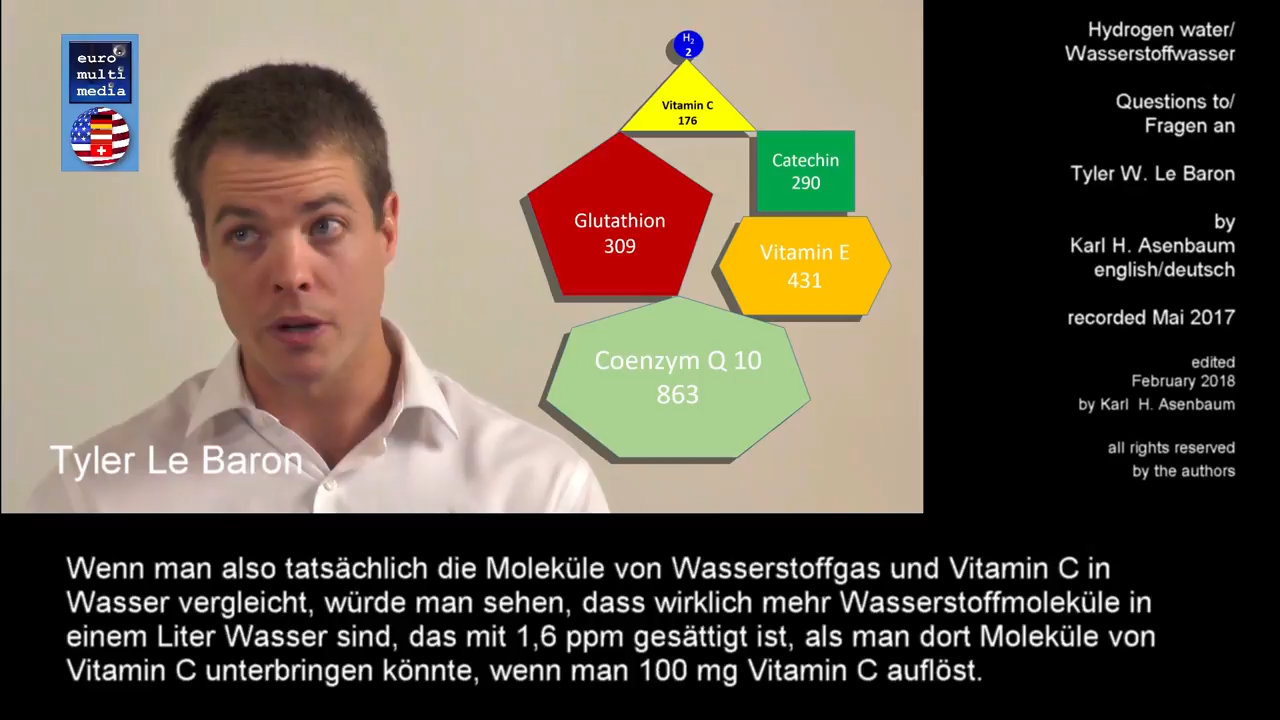 euro
multi
media
H₂
2
Vitamin C
176
Catechin
290
Glutathion
309
Vitamin E
431
Coenzym Q 10
863
Tyler Le Baron
Hydrogen water/
Wasserstoffwasser
Questions to/
Fragen an
Tyler W. Le Baron
by
Karl H. Asenbaum
english/deutsch
recorded Mai 2017
edited
February 2018
by Karl H. Asenbaum
all rights reserved
by the authors
Wenn man also tatsächlich die Moleküle von Wasserstoffgas und Vitamin C in
Wasser vergleicht, würde man sehen, dass wirklich mehr Wasserstoffmoleküle in
einem Liter Wasser sind, das mit 1,6 ppm gesättigt ist, als man dort Moleküle von
Vitamin C unterbringen könnte, wenn man 100 mg Vitamin C auflöst.